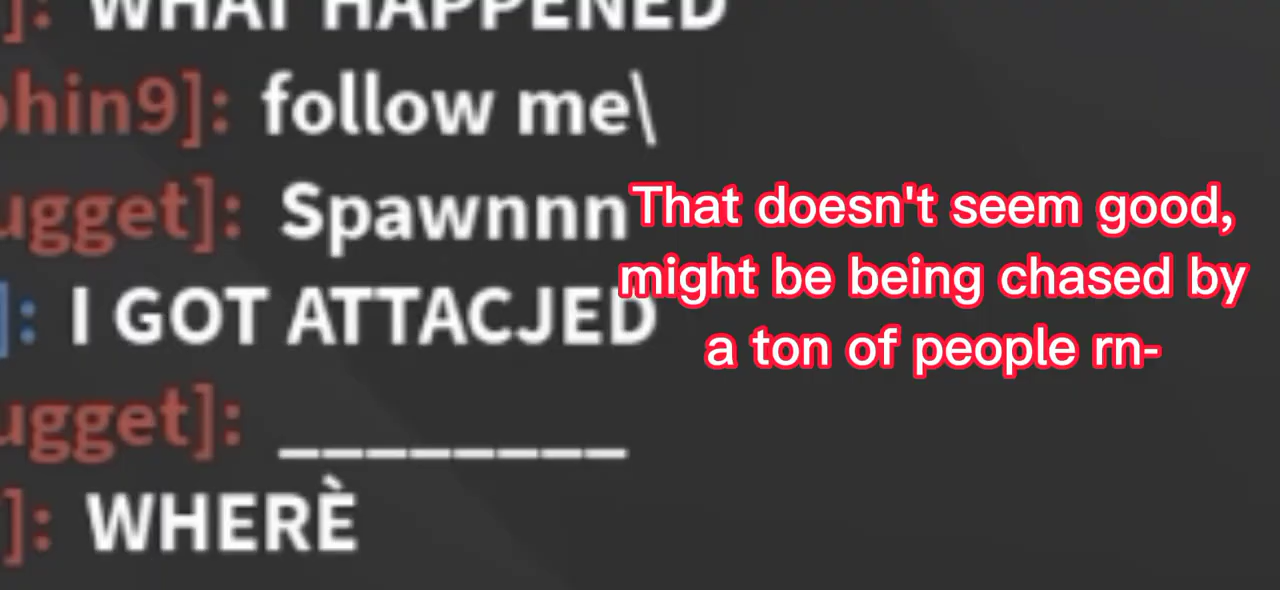 ]: WHAT HAPPENED
phin9]: follow me\
ugget]: Spawnnn
That doesn't seem good,
might be being chased by
a ton of people rn-
]: I GOT ATTACJED
ugget]: ________
]: WHERÈ